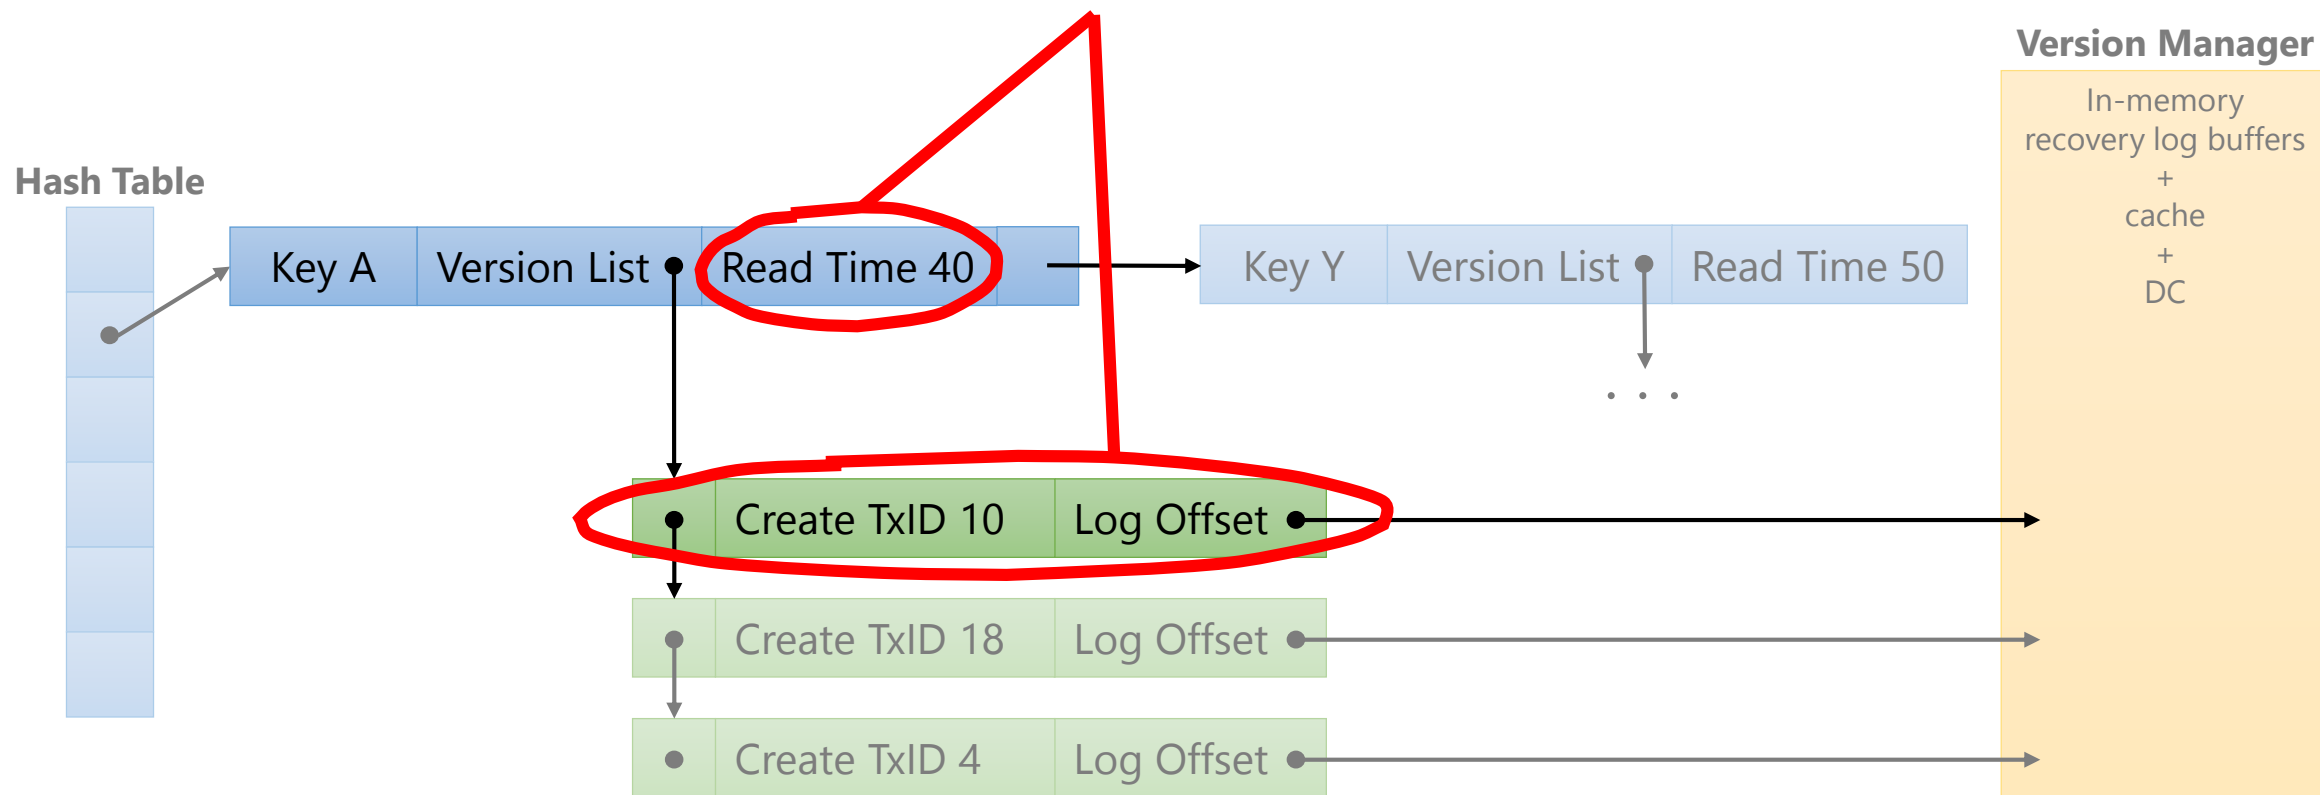 Version Manager
In-memory
recovery log buffers
+
cache
+
DC
Hash Table
Key A Version List Read Time 40 Key Y Version List Read Time 50
. . .
Create TxID 10 Log Offset
Create TxID 18 Log Offset
Create TxID 4 Log Offset